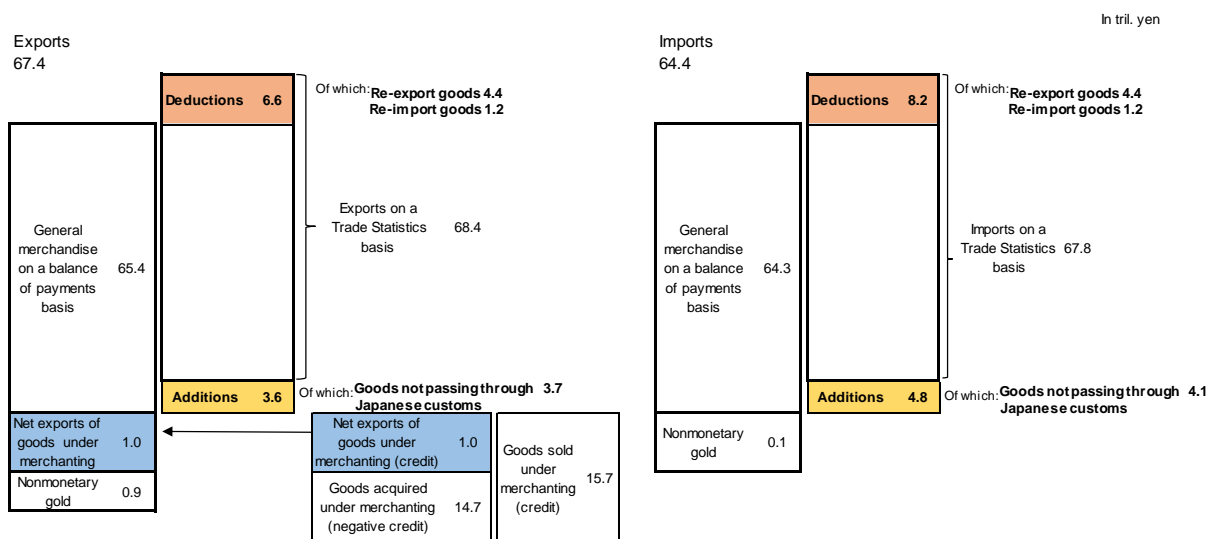 In tril. yen
Exports
67.4
Deductions 6.6
Of which: Re-export goods 4.4
Re-import goods 1.2
General
merchandise
on a balance 65.4
of payments
basis
Exports on a
Trade Statistics 68.4
basis
Additions 3.6
Of which: Goods not passing through 3.7
Japanese customs
Net exports of
goods under 1.0
merchanting
Nonmonetary
gold 0.9
Net exports of
goods under 1.0
merchanting (credit)
Goods acquired
under merchanting 14.7
(negative credit)
Goods sold
under
merchanting 15.7
(credit)
Imports
64.4
Deductions 8.2
Of which: Re-export goods 4.4
Re-import goods 1.2
General
merchandise
on a balance 64.3
of payments
basis
Imports on a
Trade Statistics 67.8
basis
Additions 4.8
Of which: Goods not passing through 4.1
Japanese customs
Nonmonetary
gold 0.1